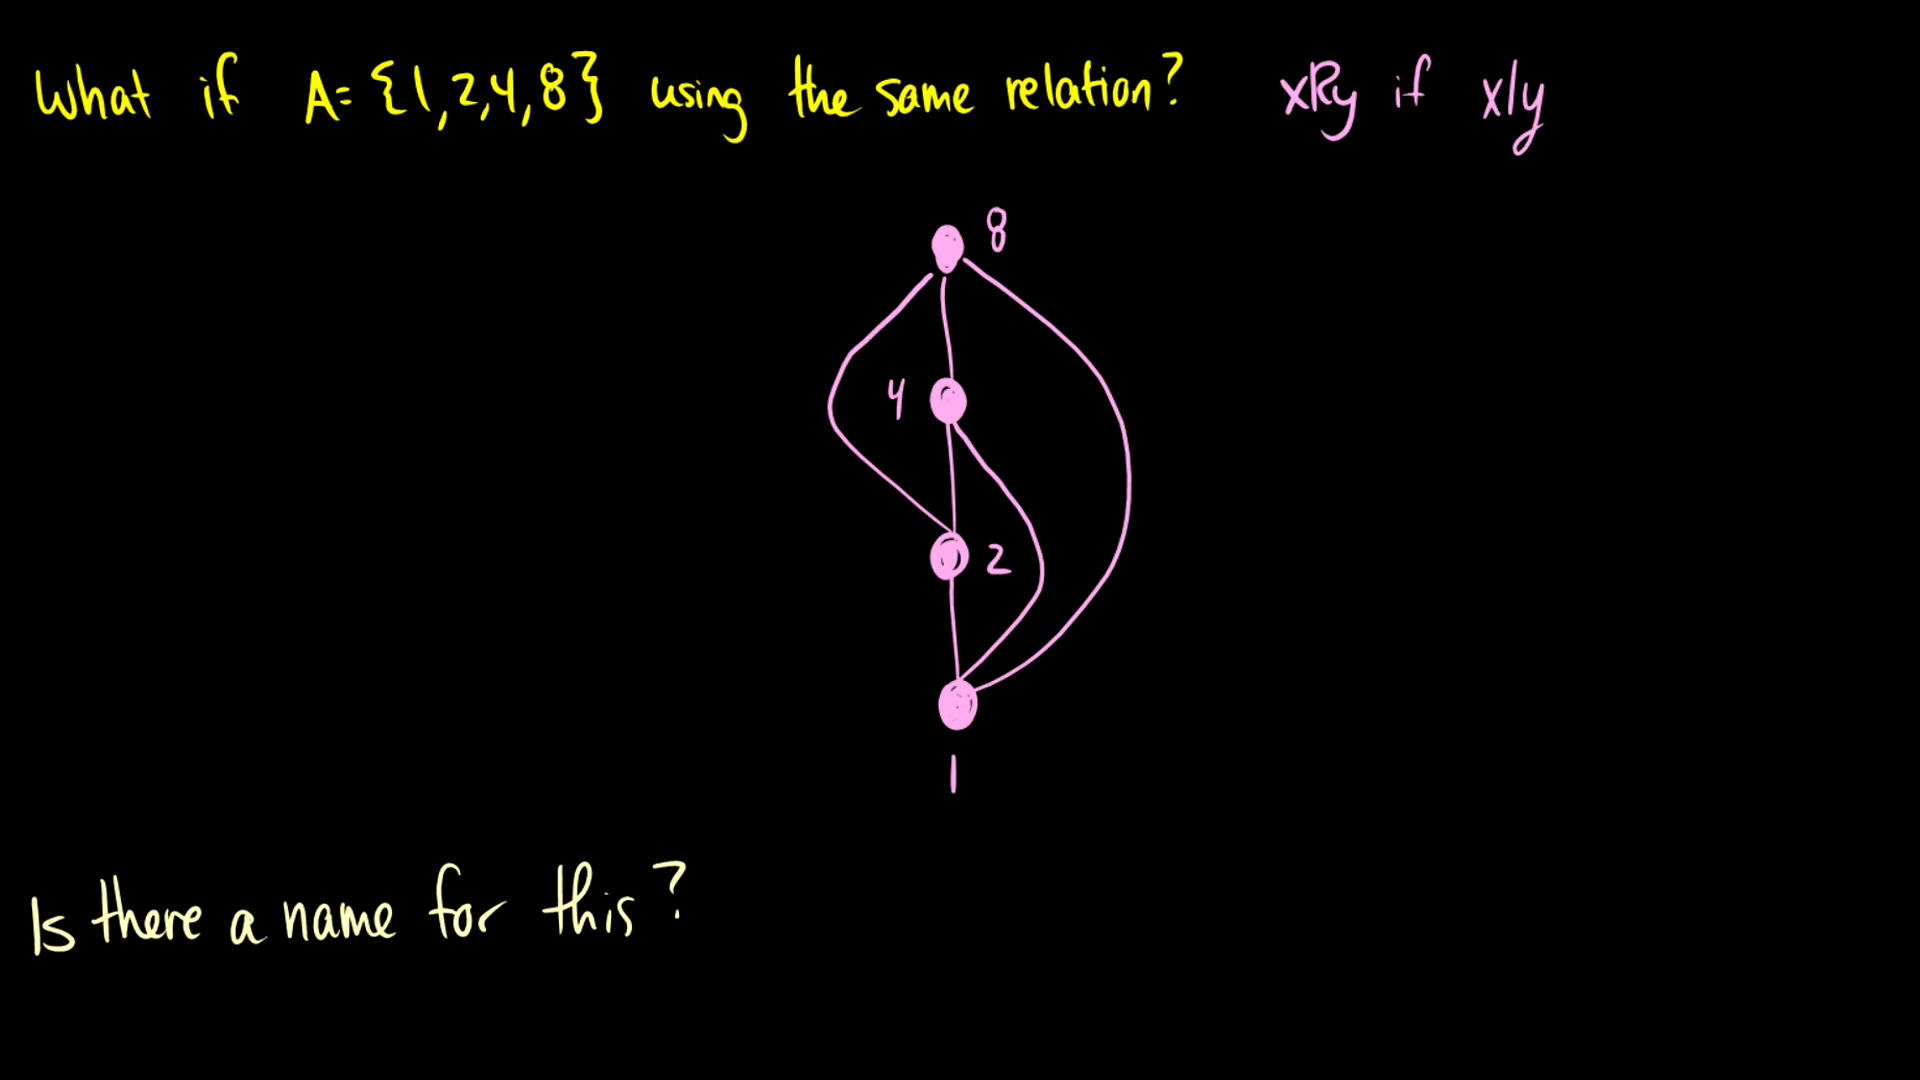 What if A = {1,2,4,8} using the same relation? xRy if x|y
8
4
2
1
Is there a name for this?